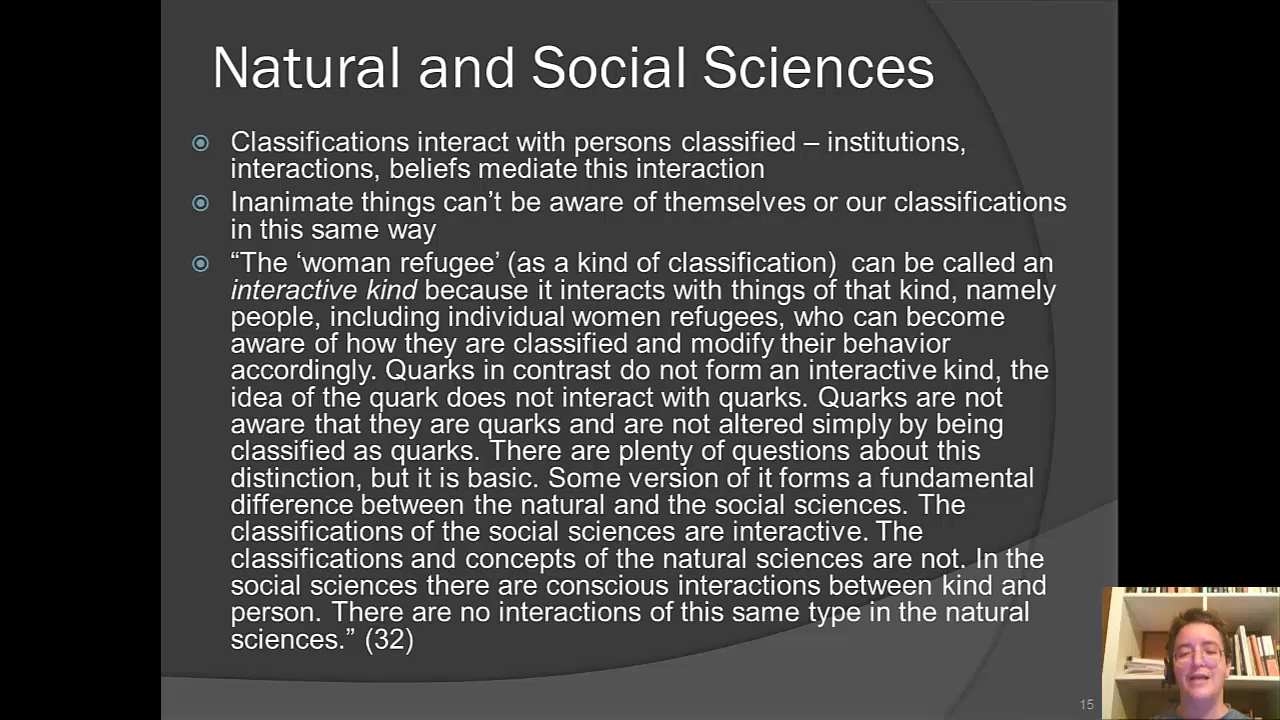 Natural and Social Sciences
Classifications interact with persons classified – institutions,
interactions, beliefs mediate this interaction
Inanimate things can’t be aware of themselves or our classifications
in this same way
“The ‘woman refugee’ (as a kind of classification)  can be called an
interactive kind because it interacts with things of that kind, namely
people, including individual women refugees, who can become
aware of how they are classified and modify their behavior
accordingly. Quarks in contrast do not form an interactive kind, the
idea of the quark does not interact with quarks. Quarks are not
aware that they are quarks and are not altered simply by being
classified as quarks. There are plenty of questions about this
distinction, but it is basic. Some version of it forms a fundamental
difference between the natural and the social sciences. The
classifications of the social sciences are interactive. The
classifications and concepts of the natural sciences are not. In the
social sciences there are conscious interactions between kind and
person. There are no interactions of this same type in the natural
sciences.” (32)
15